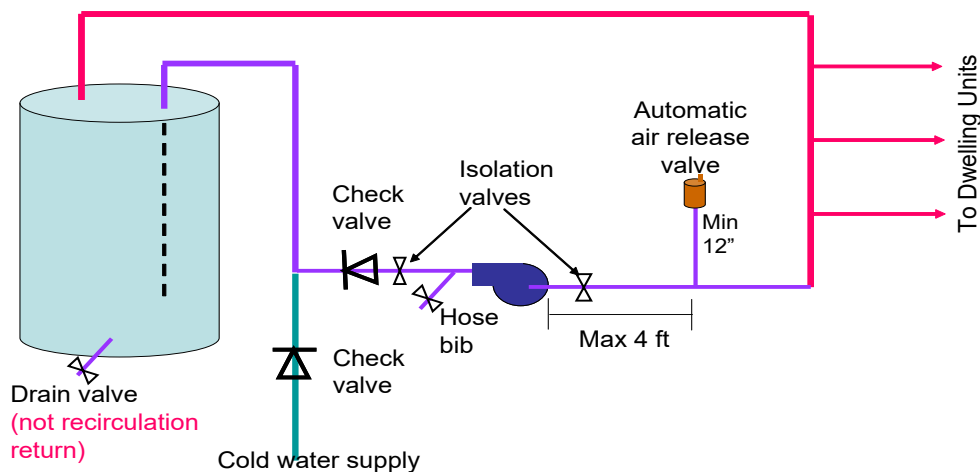 Automatic
air release
valve
Isolation
valves
Check
valve
Min
12”
To Dwelling Units
Hose
bib
Max 4 ft
Check
valve
Drain valve
(not recirculation
return)
Cold water supply